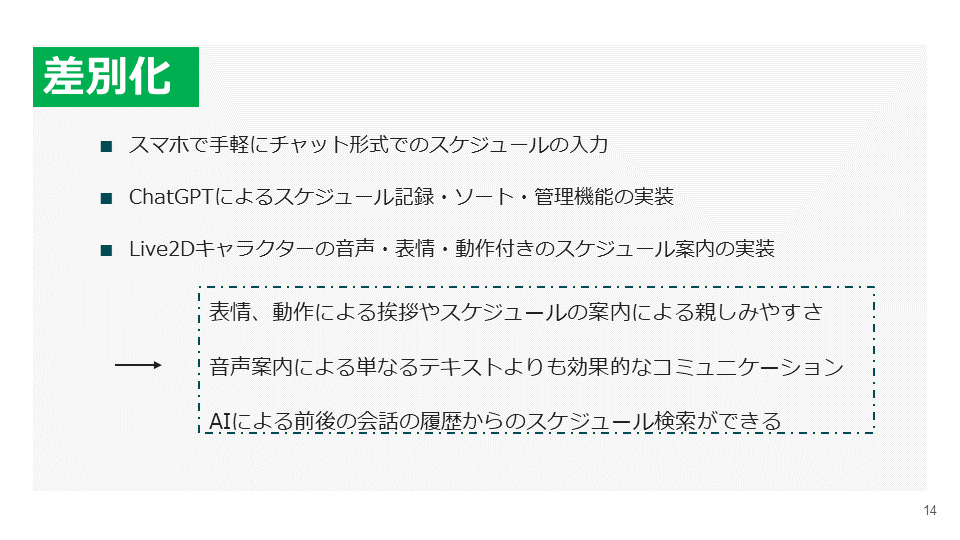 差別化
■ スマホで手軽にチャット形式でのスケジュールの入力
■ ChatGPTによるスケジュール記録・ソート・管理機能の実装
■ Live2Dキャラクターの音声・表情・動作付きのスケジュール案内の実装
表情、動作による挨拶やスケジュールの案内による親しみやすさ
音声案内による単なるテキストよりも効果的なコミュニケーション
AIによる前後の会話の履歴からのスケジュール検索ができる
14